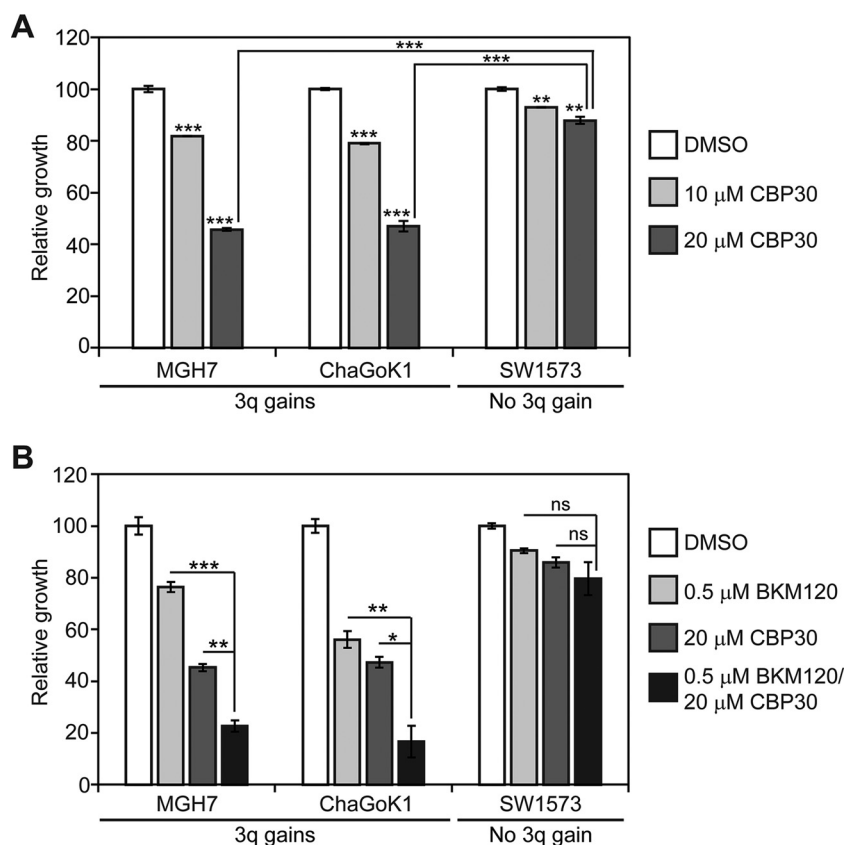 A
120
100
80
60
40
20
0
Relative growth
***
***
***
***
***
***
**
**
DMSO
10 μM CBP30
20 μM CBP30
MGH7 ChaGoK1 SW1573
3q gains No 3q gain
B
120
100
80
60
40
20
0
Relative growth
***
**
**
*
ns
ns
DMSO
0.5 μM BKM120
20 μM CBP30
0.5 μM BKM120/
20 μM CBP30
MGH7 ChaGoK1 SW1573
3q gains No 3q gain